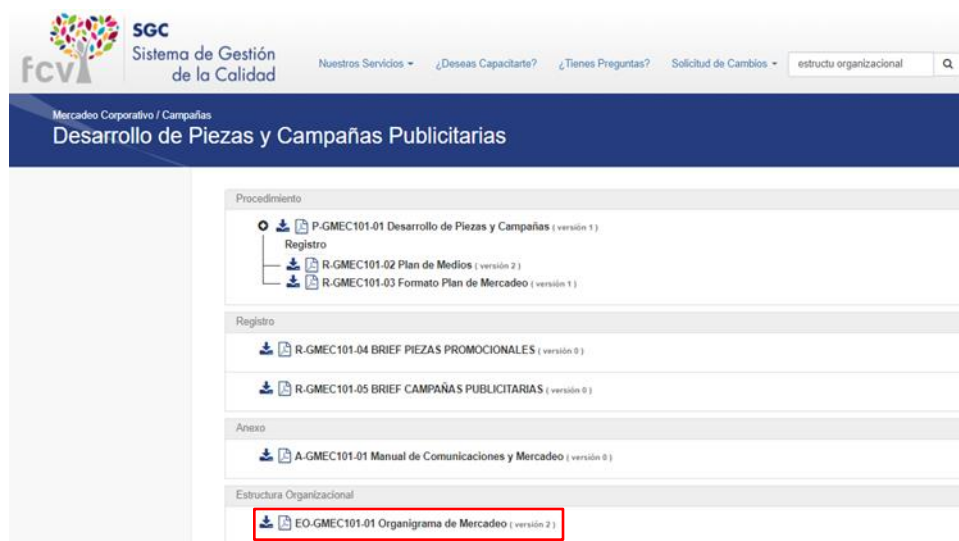 fcv
SGC
Sistema de Gestión
de la Calidad
Nuestros Servicios
¿Deseas Capacitarte?
¿Tienes Preguntas?
Solicitud de Cambios
estructu organizacional
Mercadeo Corporativo / Campañas
Desarrollo de Piezas y Campañas Publicitarias
Procedimiento
P-GMEC101-01 Desarrollo de Piezas y Campañas ( versión 1 )
Registro
R-GMEC101-02 Plan de Medios ( versión 2 )
R-GMEC101-03 Formato Plan de Mercadeo ( versión 1 )
Registro
R-GMEC101-04 BRIEF PIEZAS PROMOCIONALES ( versión 0 )
R-GMEC101-05 BRIEF CAMPAÑAS PUBLICITARIAS ( versión 0 )
Anexo
A-GMEC101-01 Manual de Comunicaciones y Mercadeo ( versión 0 )
Estructura Organizacional
EO-GMEC101-01 Organigrama de Mercadeo ( versión 2 )